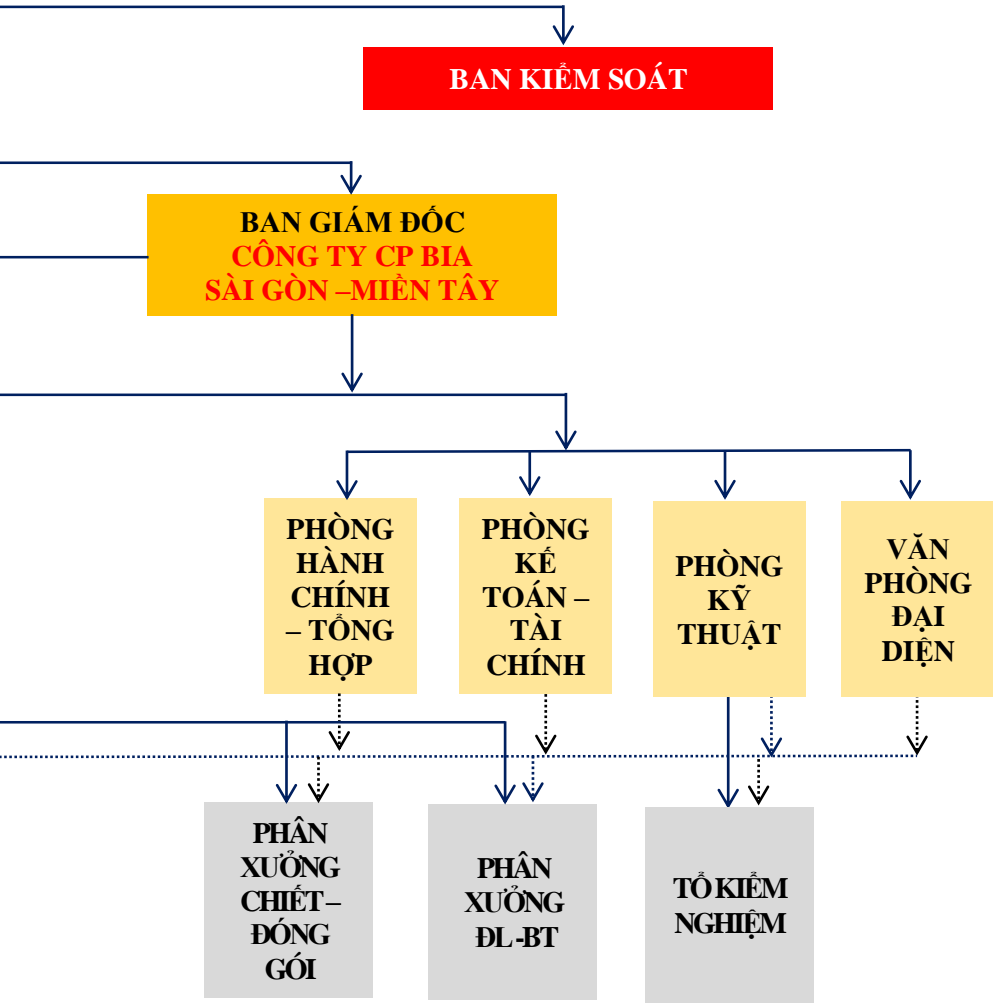 BAN KIỂM SOÁT
BAN GIÁM ĐỐC
CÔNG TY CP BIA
SÀI GÒN –MIỀN TÂY
PHÒNG
HÀNH
CHÍNH
– TỔNG
HỢP
PHÒNG
KẾ
TOÁN –
TÀI
CHÍNH
PHÒNG
KỸ
THUẬT
VĂN
PHÒNG
ĐẠI
DIỆN
PHÂN
XƯỞNG
CHIẾT–
ĐÓNG
GÓI
PHÂN
XƯỞNG
ĐL-BT
TỔ KIỂM
NGHIỆM